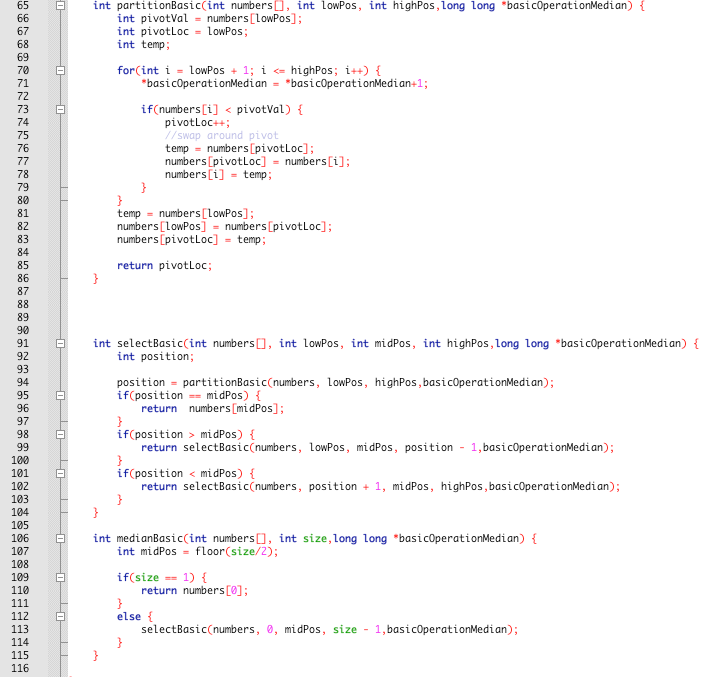 65 int partitionBasic(int numbers[], int lowPos, int highPos,long long *basicOperationMedian) {
66 int pivotVal = numbers[lowPos];
67 int pivotLoc = lowPos;
68 int temp;
69
70 for(int i = lowPos + 1; i <= highPos; i++) {
71 *basicOperationMedian = *basicOperationMedian+1;
72
73 if(numbers[i] < pivotVal) {
74 pivotLoc++;
75 //swap around pivot
76 temp = numbers[pivotLoc];
77 numbers[pivotLoc] = numbers[i];
78 numbers[i] = temp;
79 }
80 }
81 temp = numbers[lowPos];
82 numbers[lowPos] = numbers[pivotLoc];
83 numbers[pivotLoc] = temp;
84
85 return pivotLoc;
86 }
87
88
89
90
91 int selectBasic(int numbers[], int lowPos, int midPos, int highPos,long long *basicOperationMedian) {
92 int position;
93
94 position = partitionBasic(numbers, lowPos, highPos,basicOperationMedian);
95 if(position == midPos) {
96 return  numbers[midPos];
97 }
98 if(position > midPos) {
99 return selectBasic(numbers, lowPos, midPos, position - 1,basicOperationMedian);
100 }
101 if(position < midPos) {
102 return selectBasic(numbers, position + 1, midPos, highPos,basicOperationMedian);
103 }
104 }
105
106 int medianBasic(int numbers[], int size,long long *basicOperationMedian) {
107 int midPos = floor(size/2);
108
109 if(size == 1) {
110 return numbers[0];
111 }
112 else {
113 selectBasic(numbers, 0, midPos, size - 1,basicOperationMedian);
114 }
115 }
116